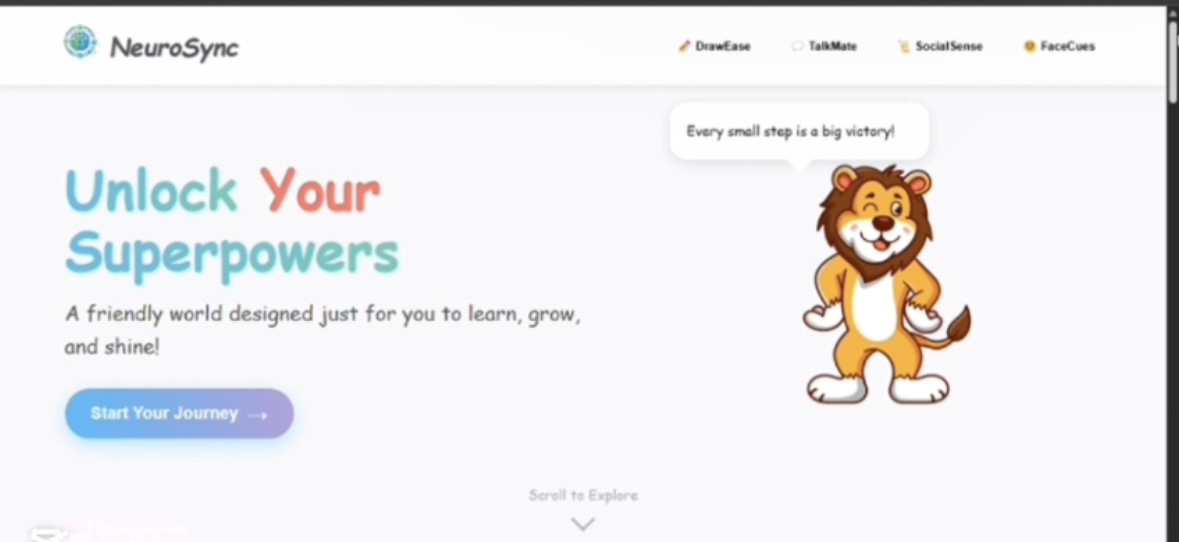 NeuroSync
DrawEase
TalkMate
SocialSense
FaceCues
Every small step is a big victory!
Unlock Your
Superpowers
A friendly world designed just for you to learn, grow,
and shine!
Start Your Journey →
Scroll to Explore